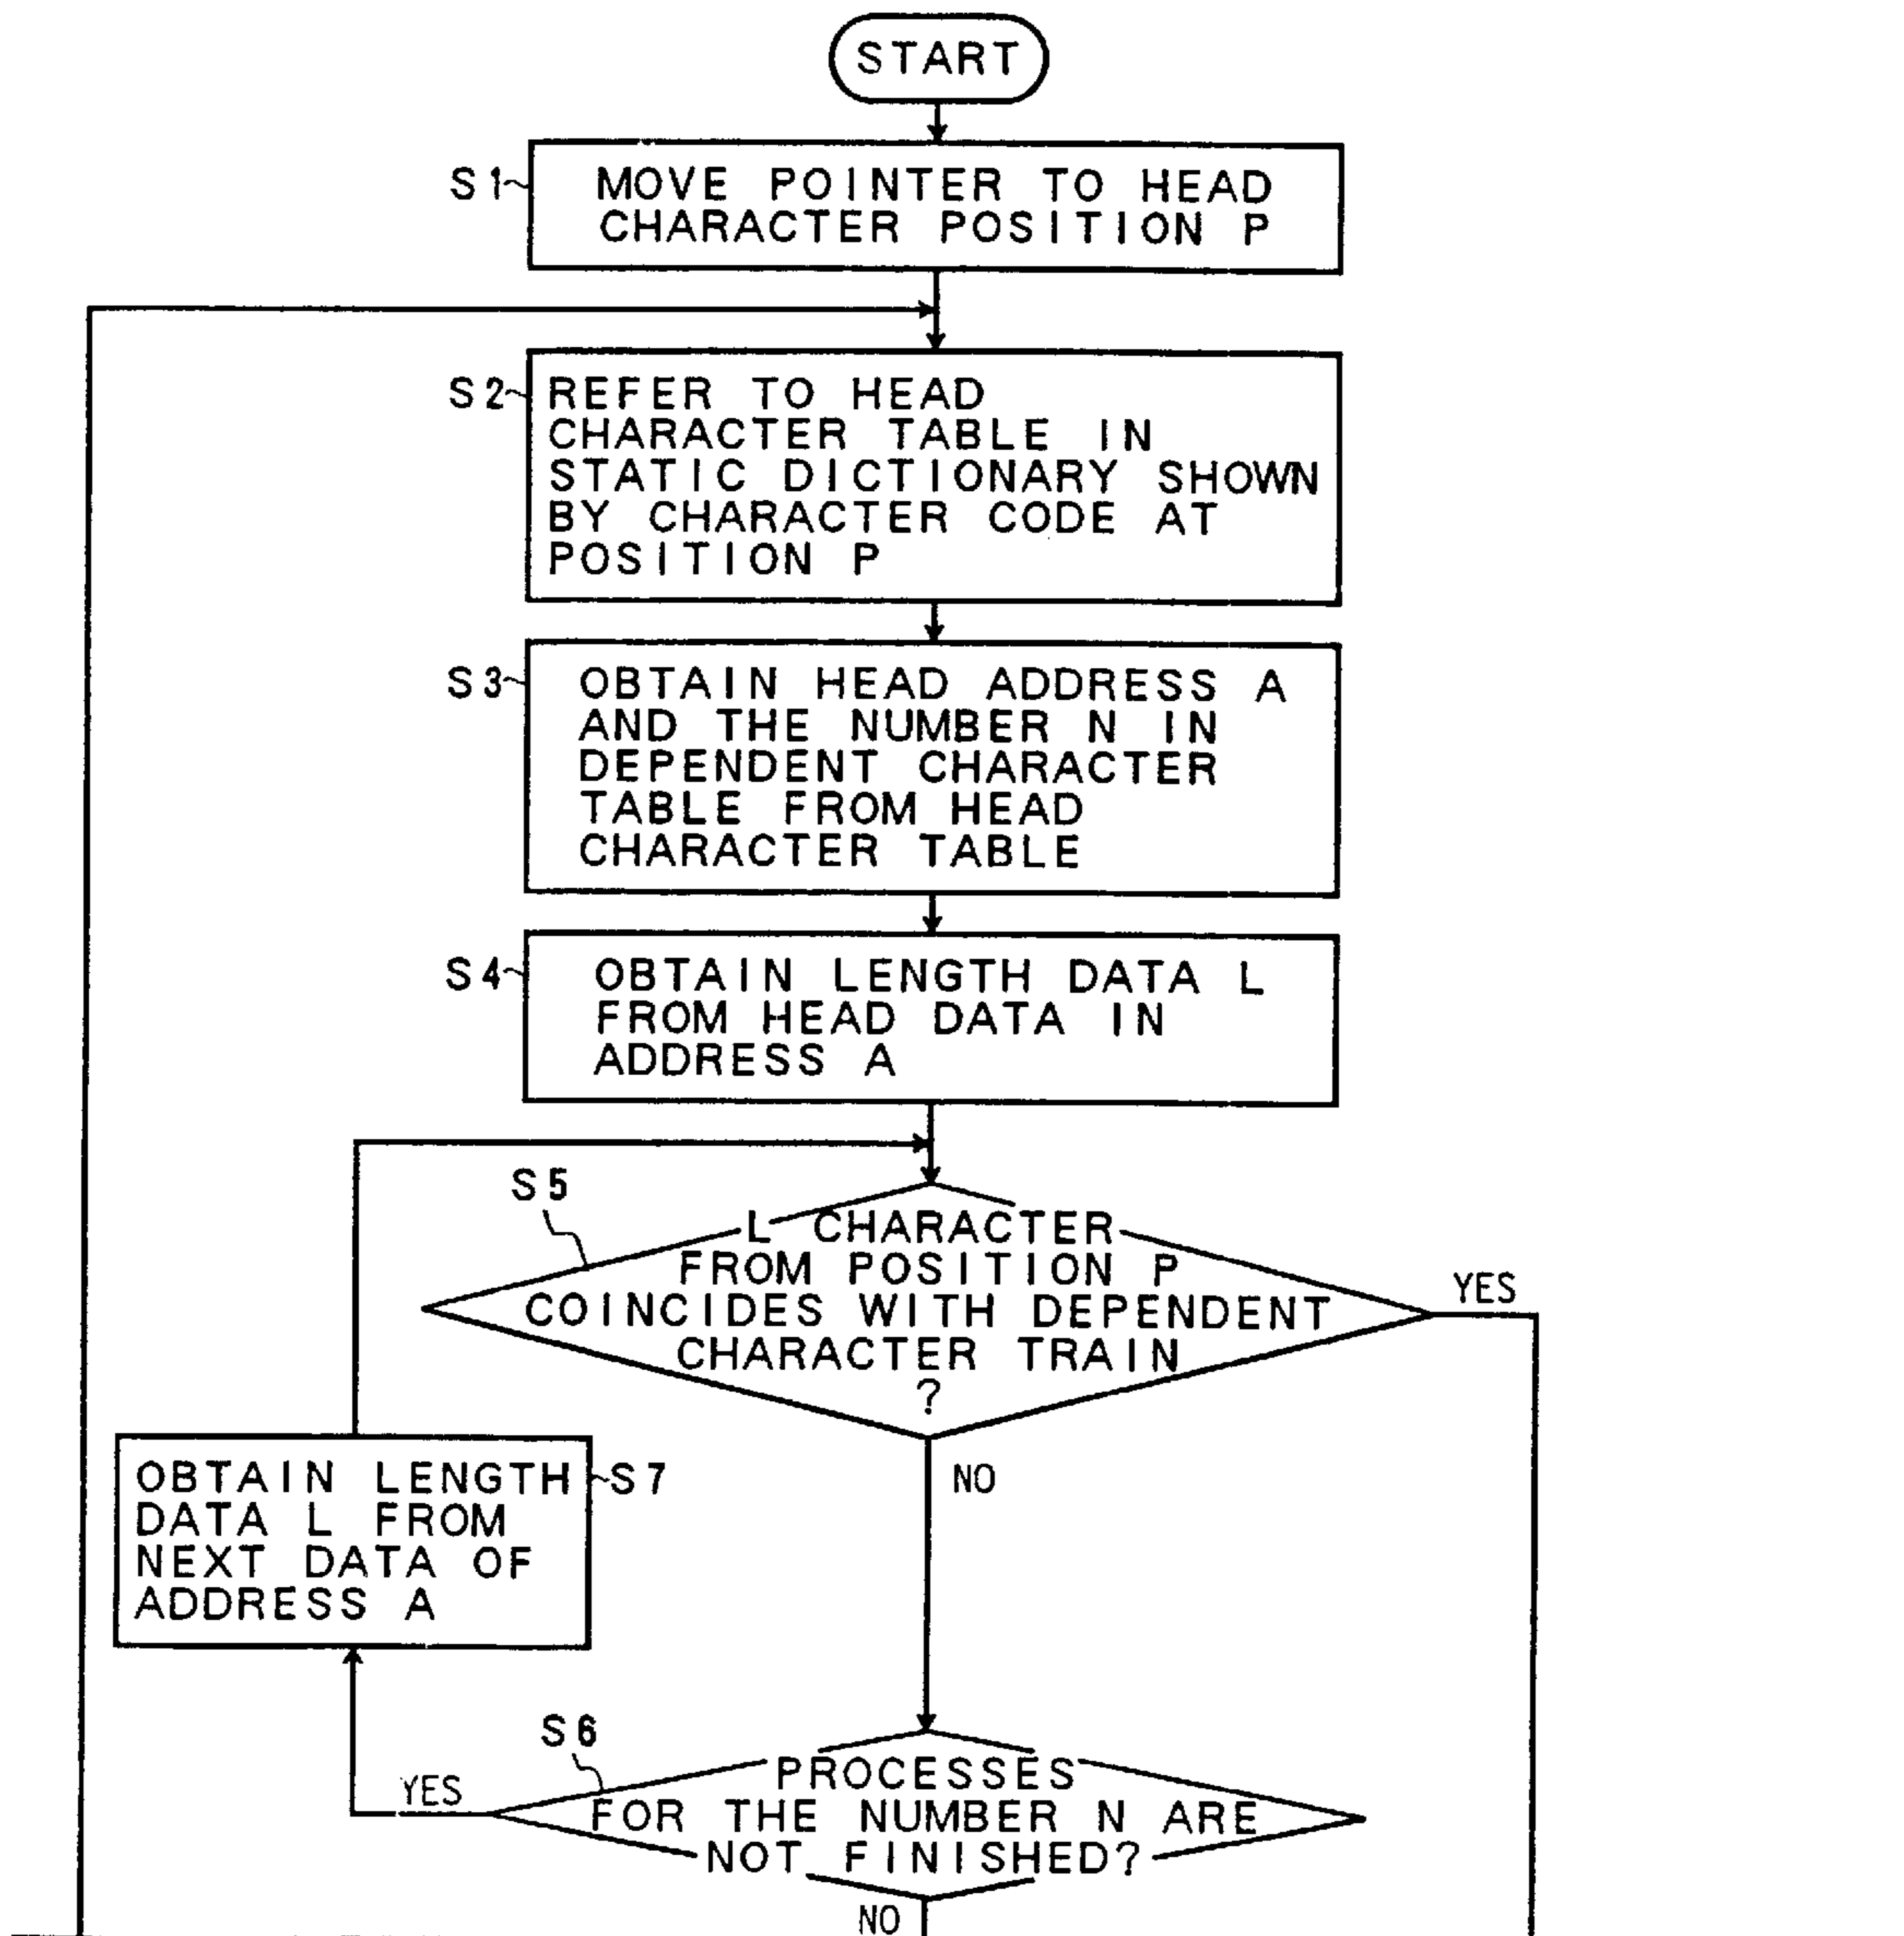 START
S1
MOVE POINTER TO HEAD
CHARACTER POSITION P
S2
REFER TO HEAD
CHARACTER TABLE IN
STATIC DICTIONARY SHOWN
BY CHARACTER CODE AT
POSITION P
S3
OBTAIN HEAD ADDRESS A
AND THE NUMBER N IN
DEPENDENT CHARACTER
TABLE FROM HEAD
CHARACTER TABLE
S4
OBTAIN LENGTH DATA L
FROM HEAD DATA IN
ADDRESS A
S5
L CHARACTER
FROM POSITION P
COINCIDES WITH DEPENDENT
CHARACTER TRAIN
?
YES
NO
OBTAIN LENGTH
DATA L FROM
NEXT DATA OF
ADDRESS A
S7
S6
PROCESSES
FOR THE NUMBER N ARE
NOT FINISHED?
YES
NO